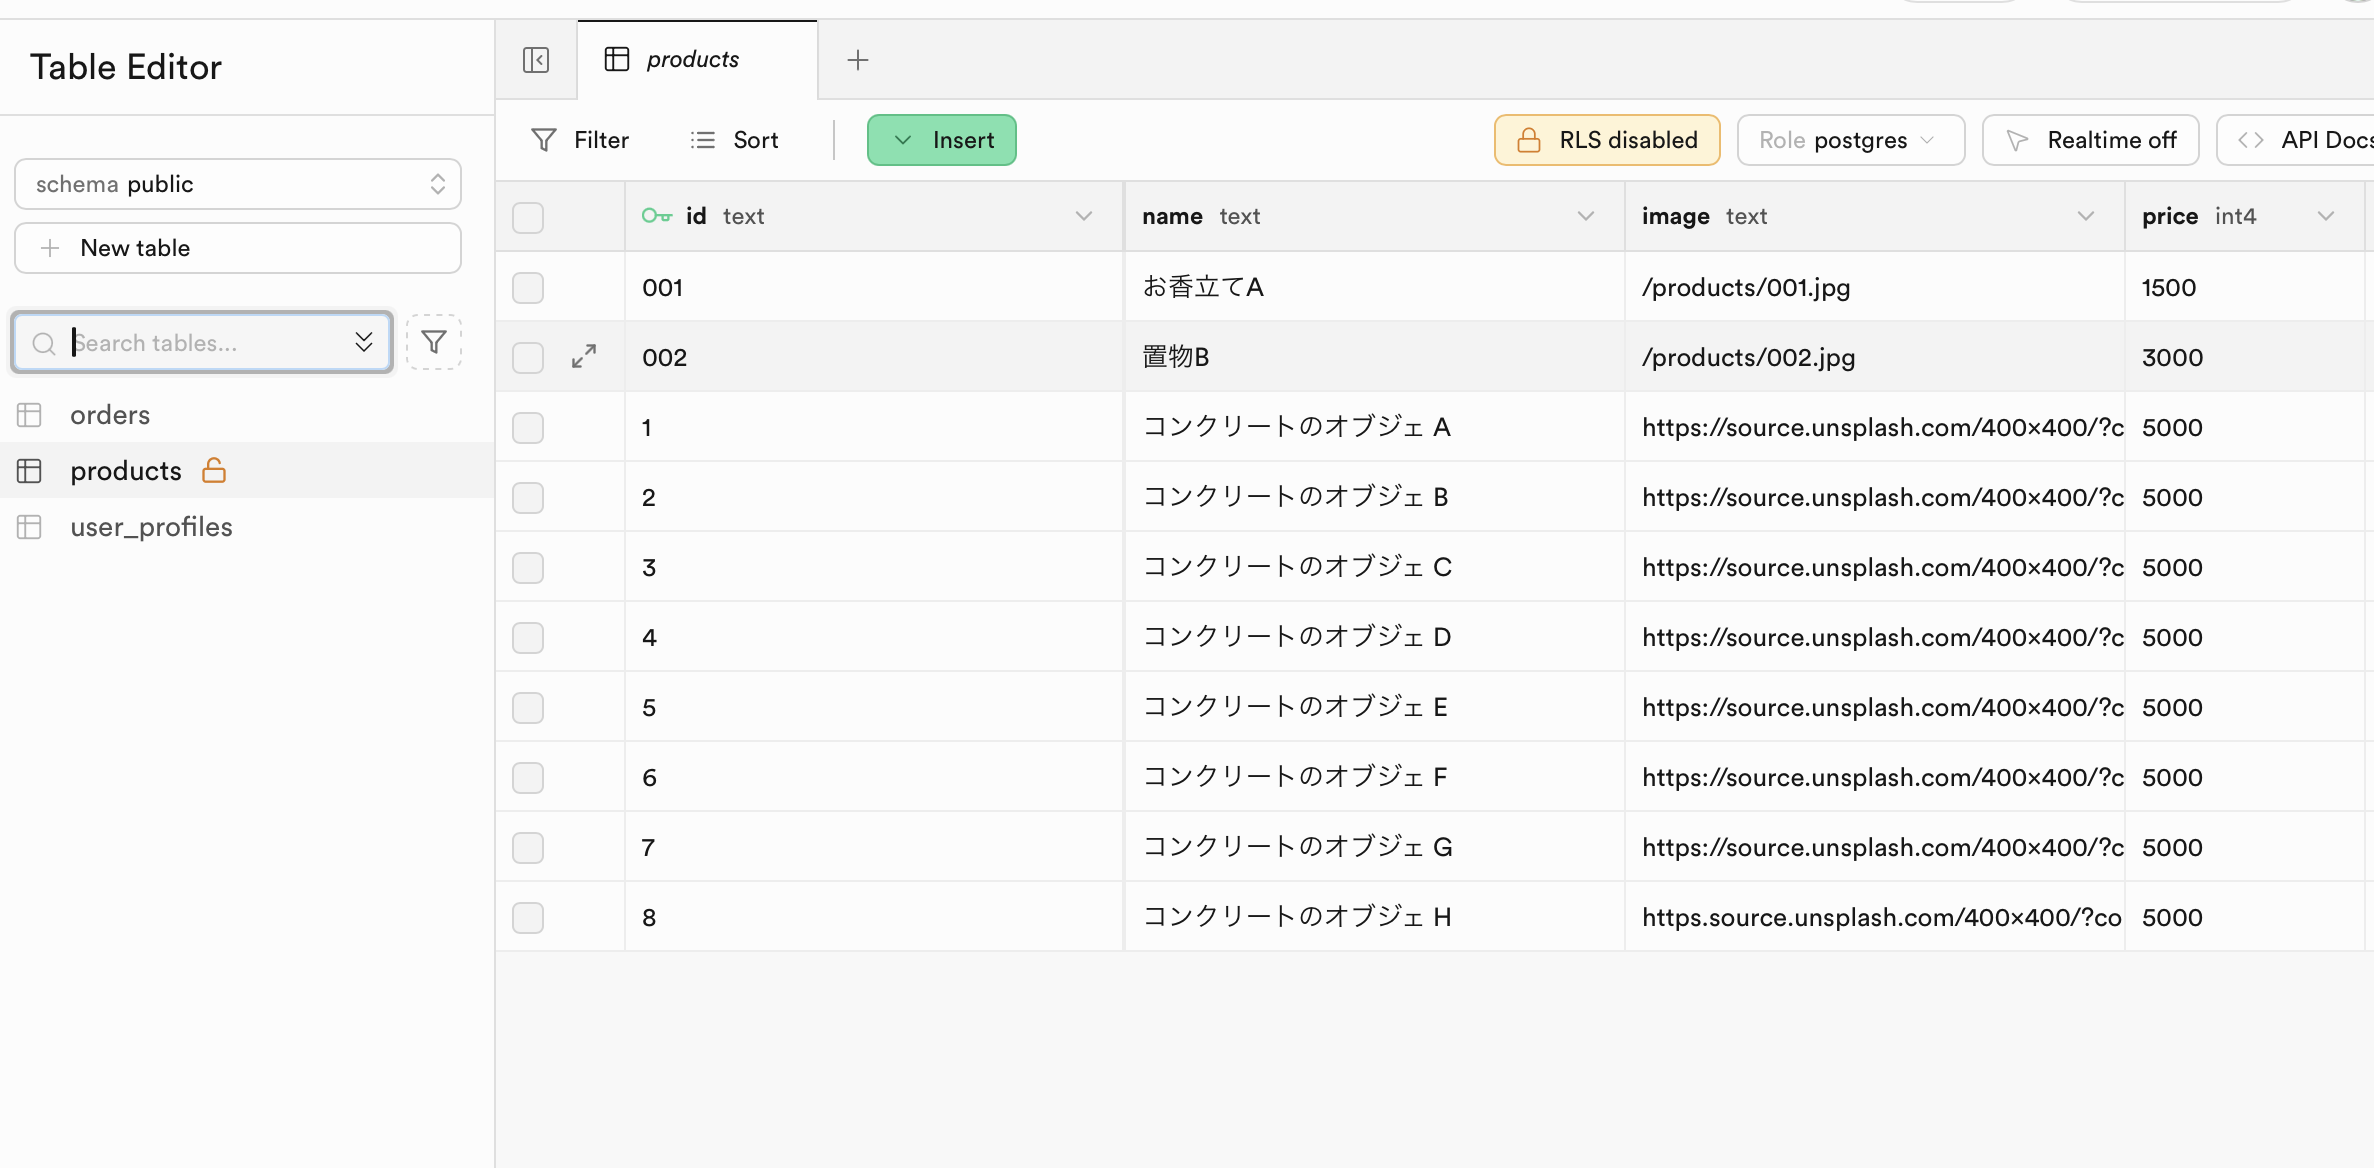 Table Editor
products
schema public
New table
Search tables...
orders
products
user_profiles
Filter
Sort
Insert
RLS disabled
Role postgres
Realtime off
API Docs
id text name text image text price int4
001 お香立てA /products/001.jpg 1500
002 置物B /products/002.jpg 3000
1 コンクリートのオブジェ A https://source.unsplash.com/400x400/?c 5000
2 コンクリートのオブジェ B https://source.unsplash.com/400x400/?c 5000
3 コンクリートのオブジェ C https://source.unsplash.com/400x400/?c 5000
4 コンクリートのオブジェ D https://source.unsplash.com/400x400/?c 5000
5 コンクリートのオブジェ E https://source.unsplash.com/400x400/?c 5000
6 コンクリートのオブジェ F https://source.unsplash.com/400x400/?c 5000
7 コンクリートのオブジェ G https://source.unsplash.com/400x400/?c 5000
8 コンクリートのオブジェ H https.source.unsplash.com/400x400/?co 5000